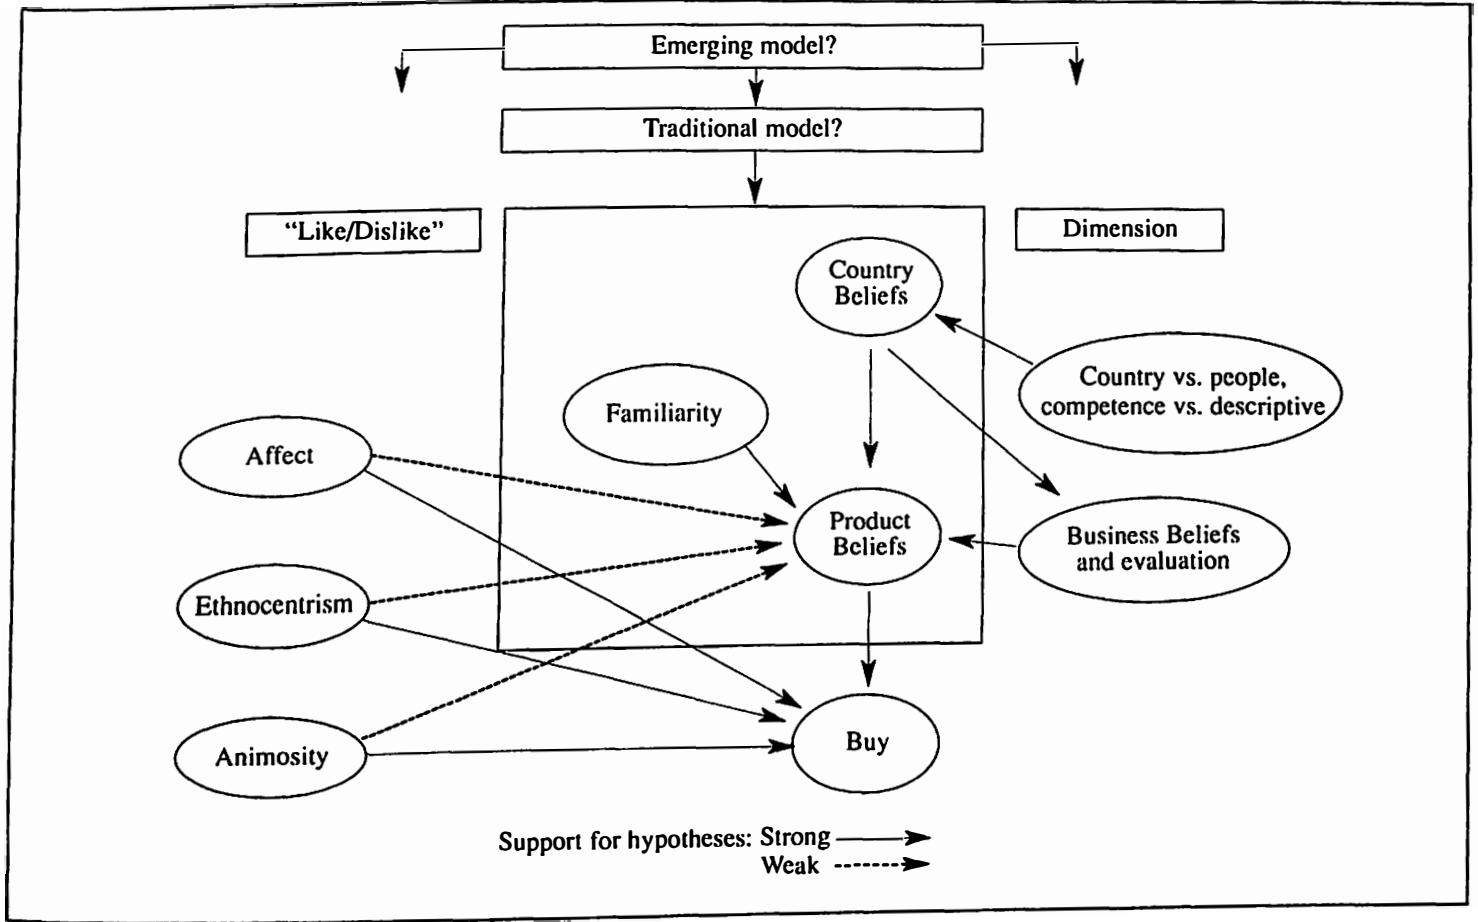 Emerging model?
Traditional model?
“Like/Dislike”
Dimension
Country
Beliefs
Country vs. people,
competence vs. descriptive
Familiarity
Affect
Product
Beliefs
Business Beliefs
and evaluation
Ethnocentrism
Animosity
Buy
Support for hypotheses: Strong
Weak